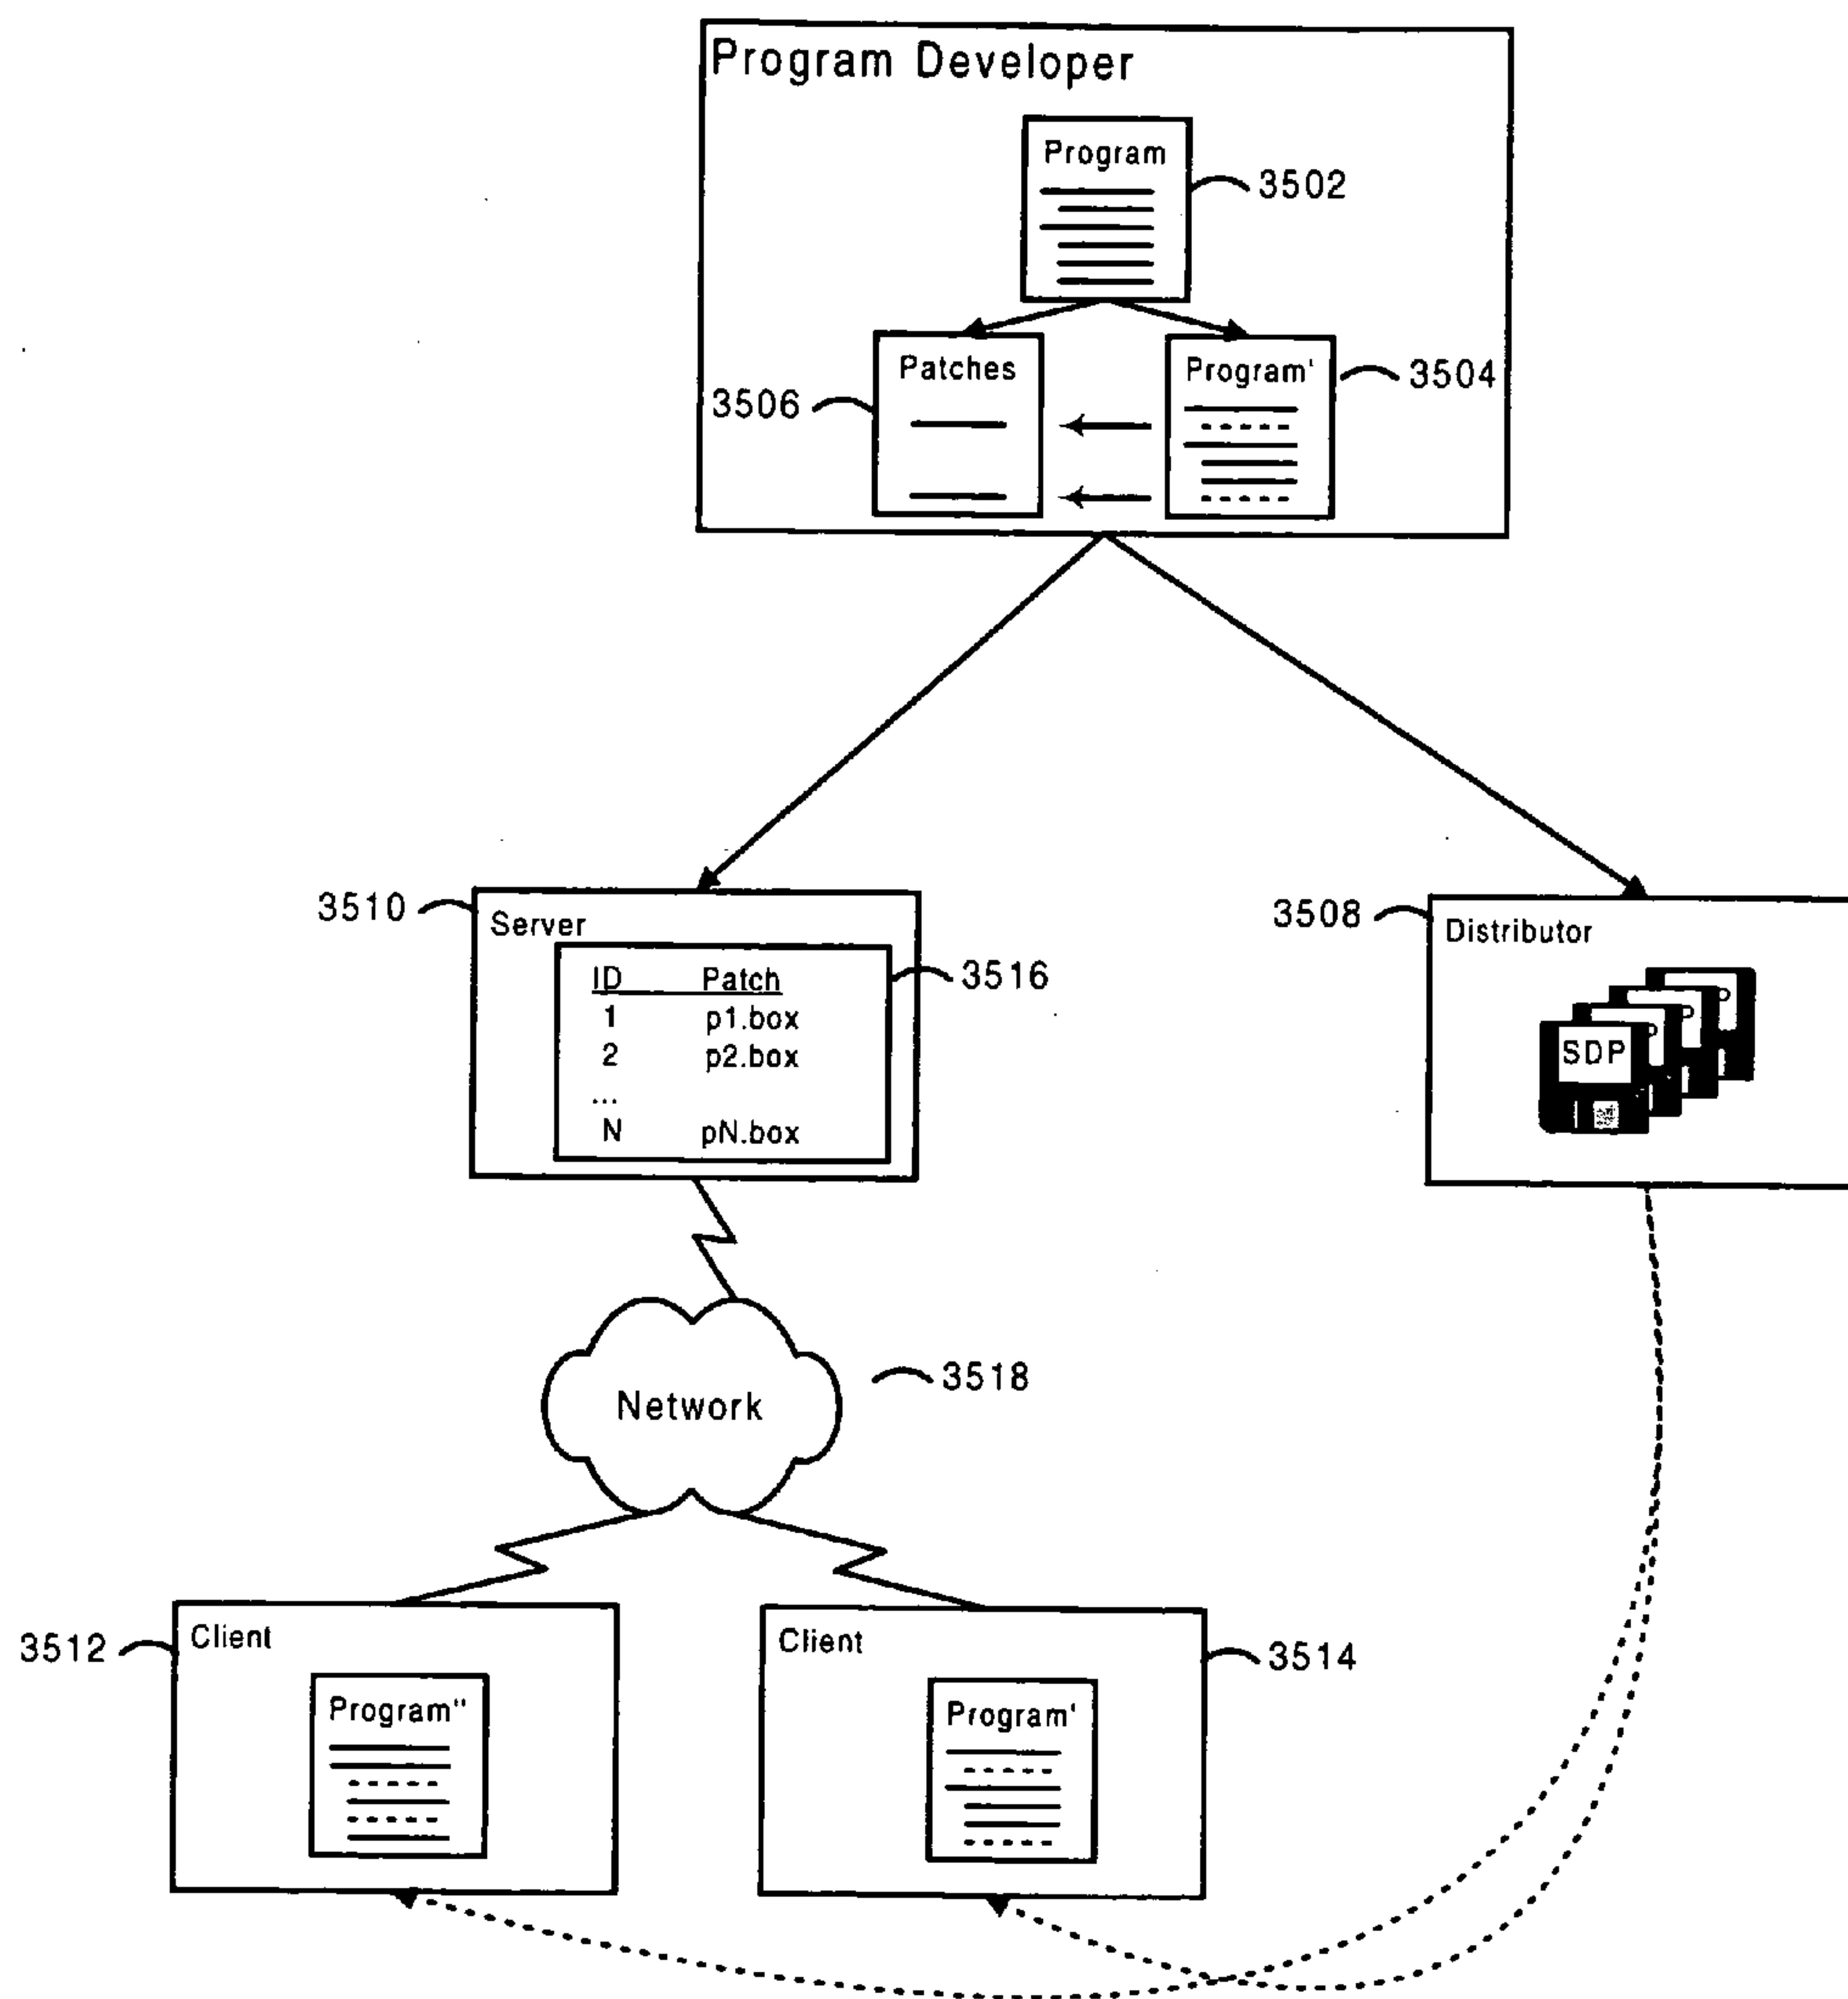 Program Developer
Program
3502
Patches
Program'
3504
3506
3510
Server
3516
ID Patch
1 p1.box
2 p2.box
...
N pN.box
3508
Distributor
P
P
P
SDP
Network
3518
3512
Client
Program"
Client
3514
Program'